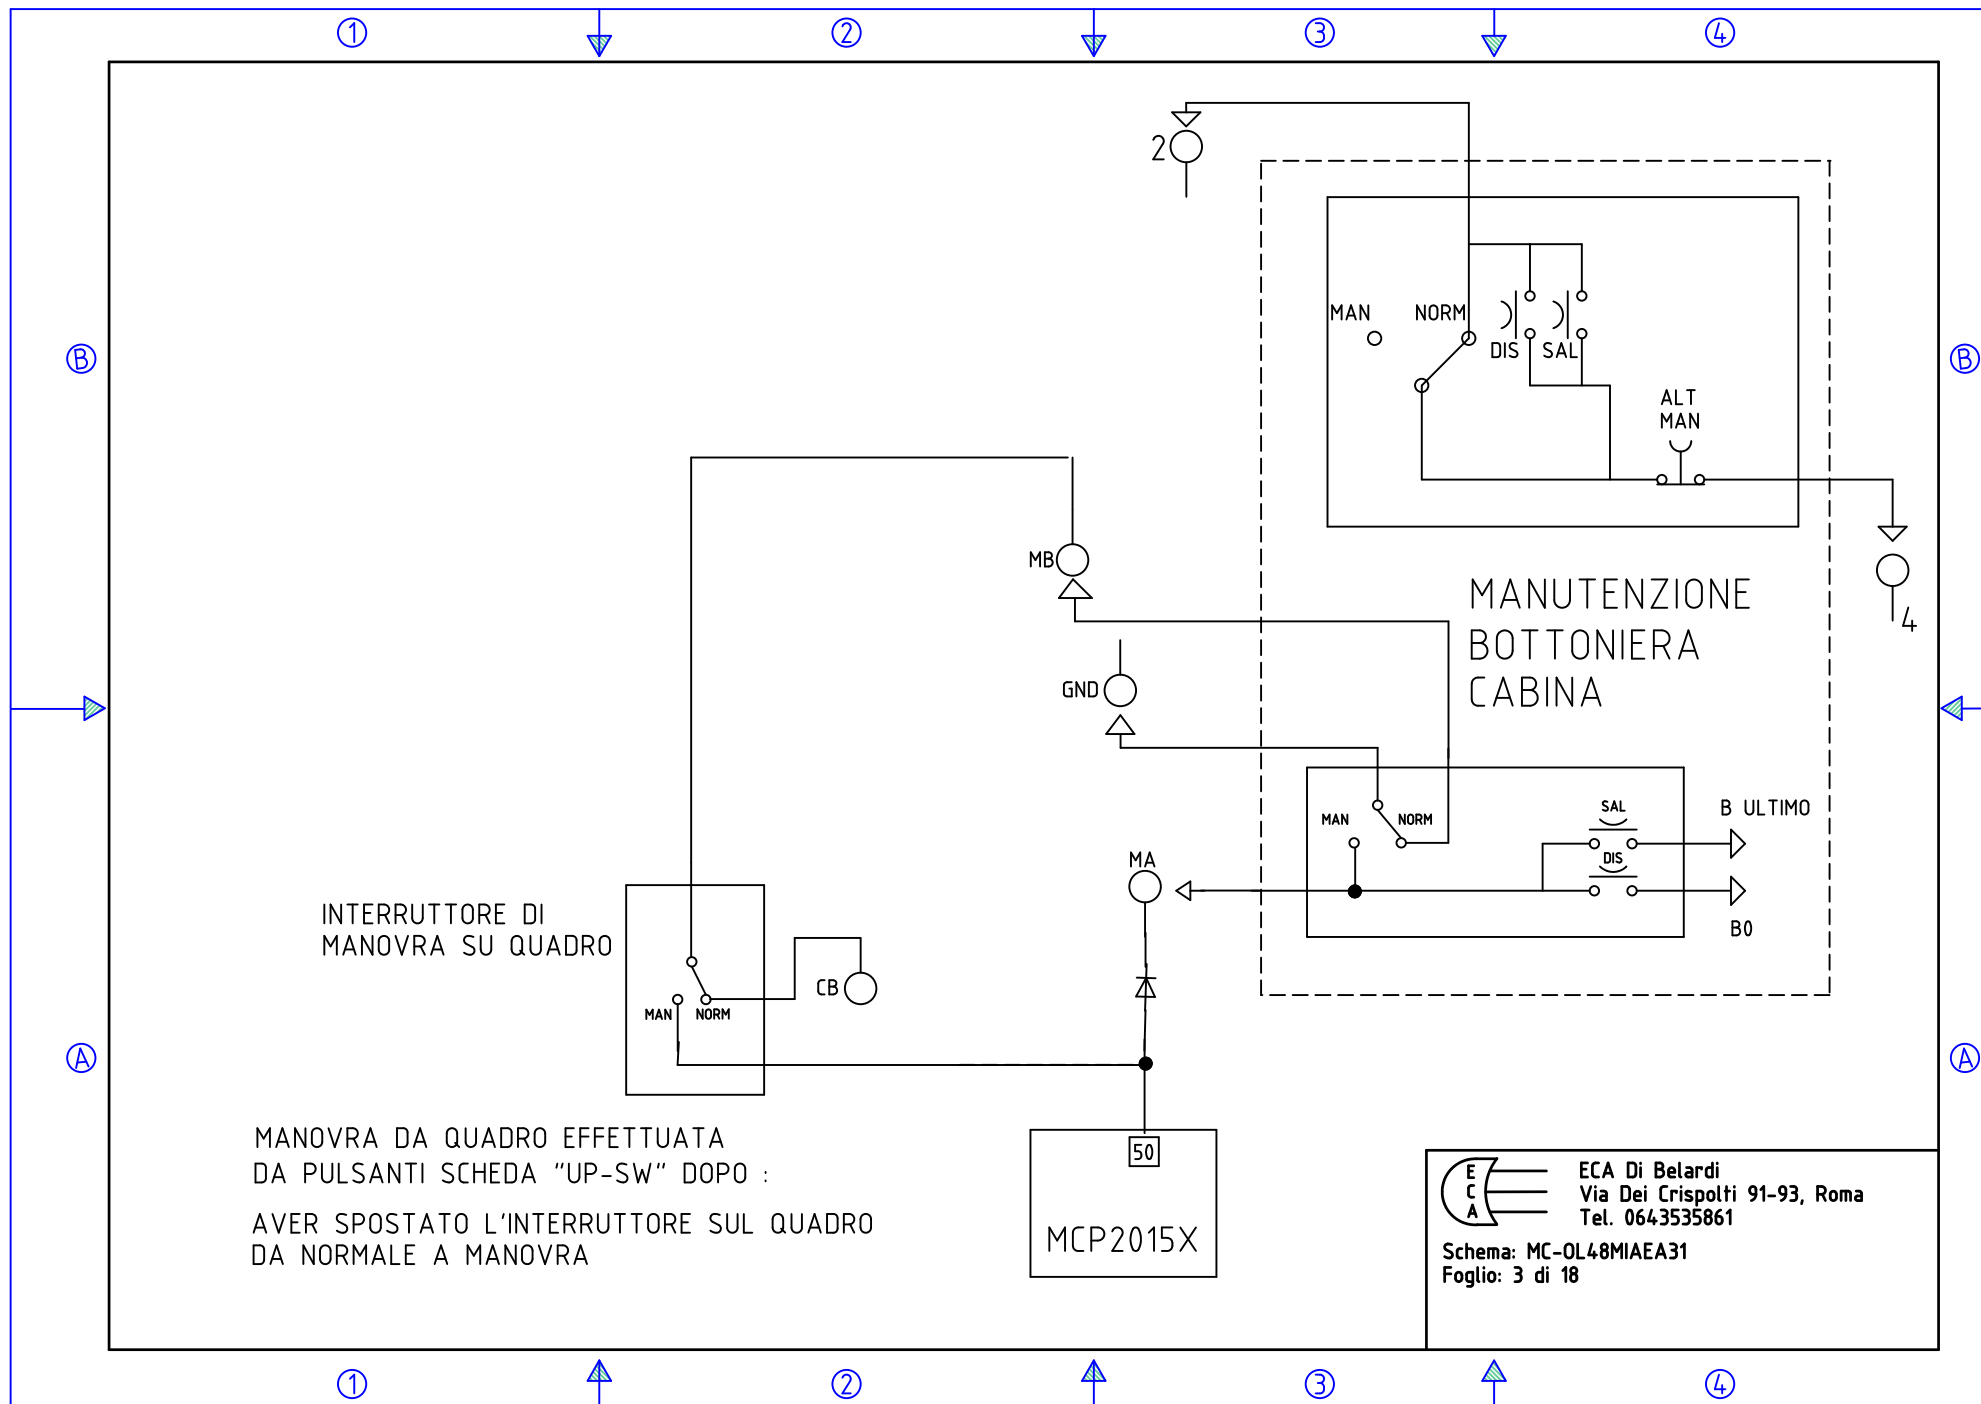 1 2 3 4
2
MAN NORM
DIS SAL
B B
ALT
MAN
MB
4
MANUTENZIONE
BOTTONIERA
CABINA
GND
SAL
B ULTIMO
MAN NORM
DIS
MA
B0
INTERRUTTORE DI
MANOVRA SU QUADRO
CB
MAN NORM
A A
MANOVRA DA QUADRO EFFETTUATA
DA PULSANTI SCHEDA "UP-SW" DOPO :
AVER SPOSTATO L'INTERRUTTORE SUL QUADRO
DA NORMALE A MANOVRA
50
MCP2015X
E
C
A
ECA Di Belardi
Via Dei Crispolti 91-93, Roma
Tel. 0643535861
Schema: MC-OL48MIAEA31
Foglio: 3 di 18
1 2 3 4